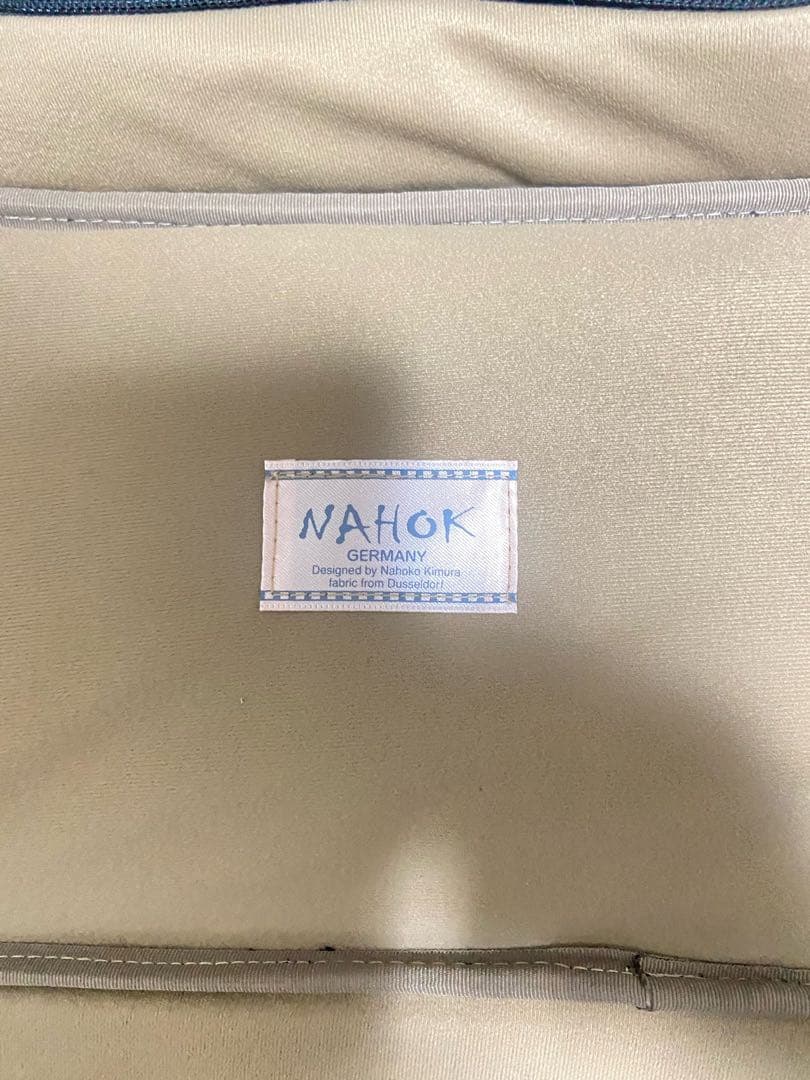 NAHOK
GERMANY
Designed by Nahoko Kimura
fabric from Dusseldorf